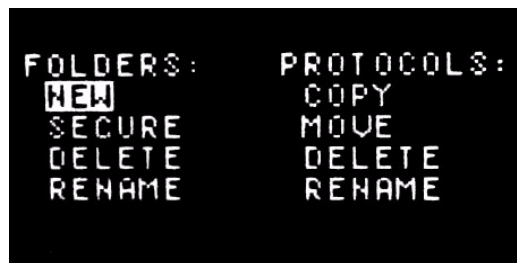 FOLDERS: PROTOCOLS:
NEW COPY
SECURE MOVE
DELETE DELETE
RENAME RENAME